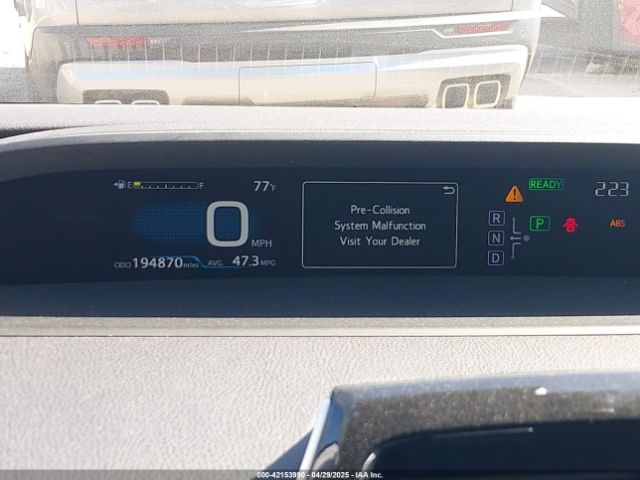 E F
77°F
0 MPH
ODO 194870 miles AVG. 47.3 MPG
Pre-Collision
System Malfunction
Visit Your Dealer
READY
2:23
R
N
D
P
ABS
000-42153990 - 04/29/2025 - IAA Inc.